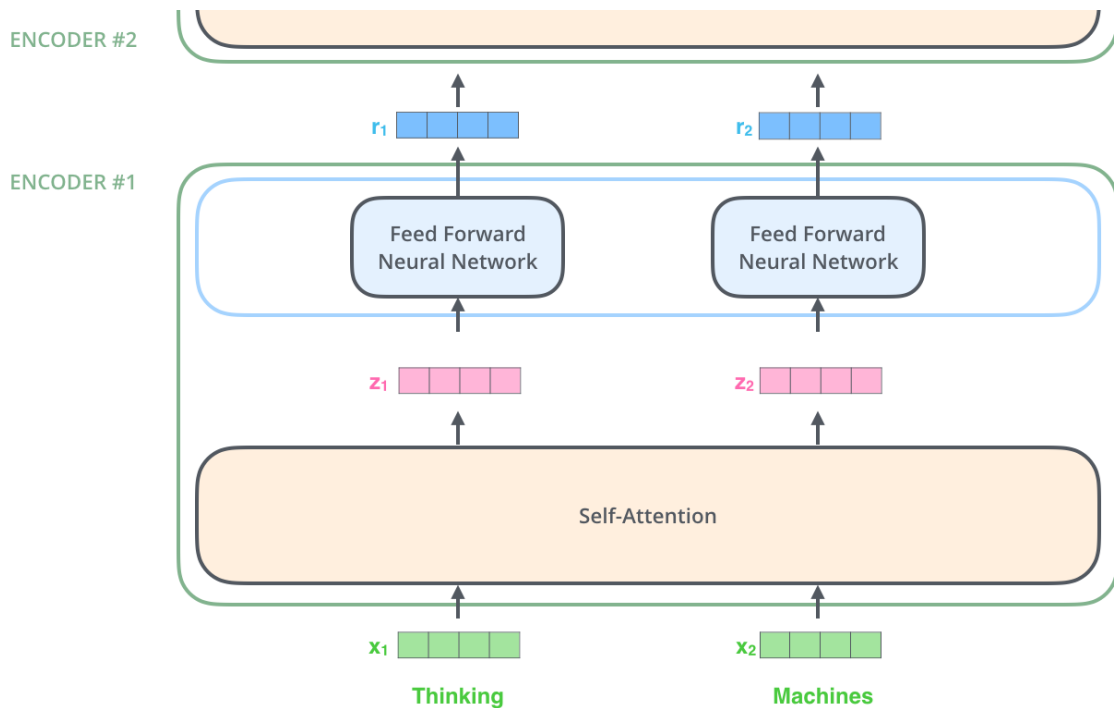 ENCODER #2
r₁
r₂
ENCODER #1
Feed Forward
Neural Network
Feed Forward
Neural Network
z₁
z₂
Self-Attention
x₁
x₂
Thinking
Machines